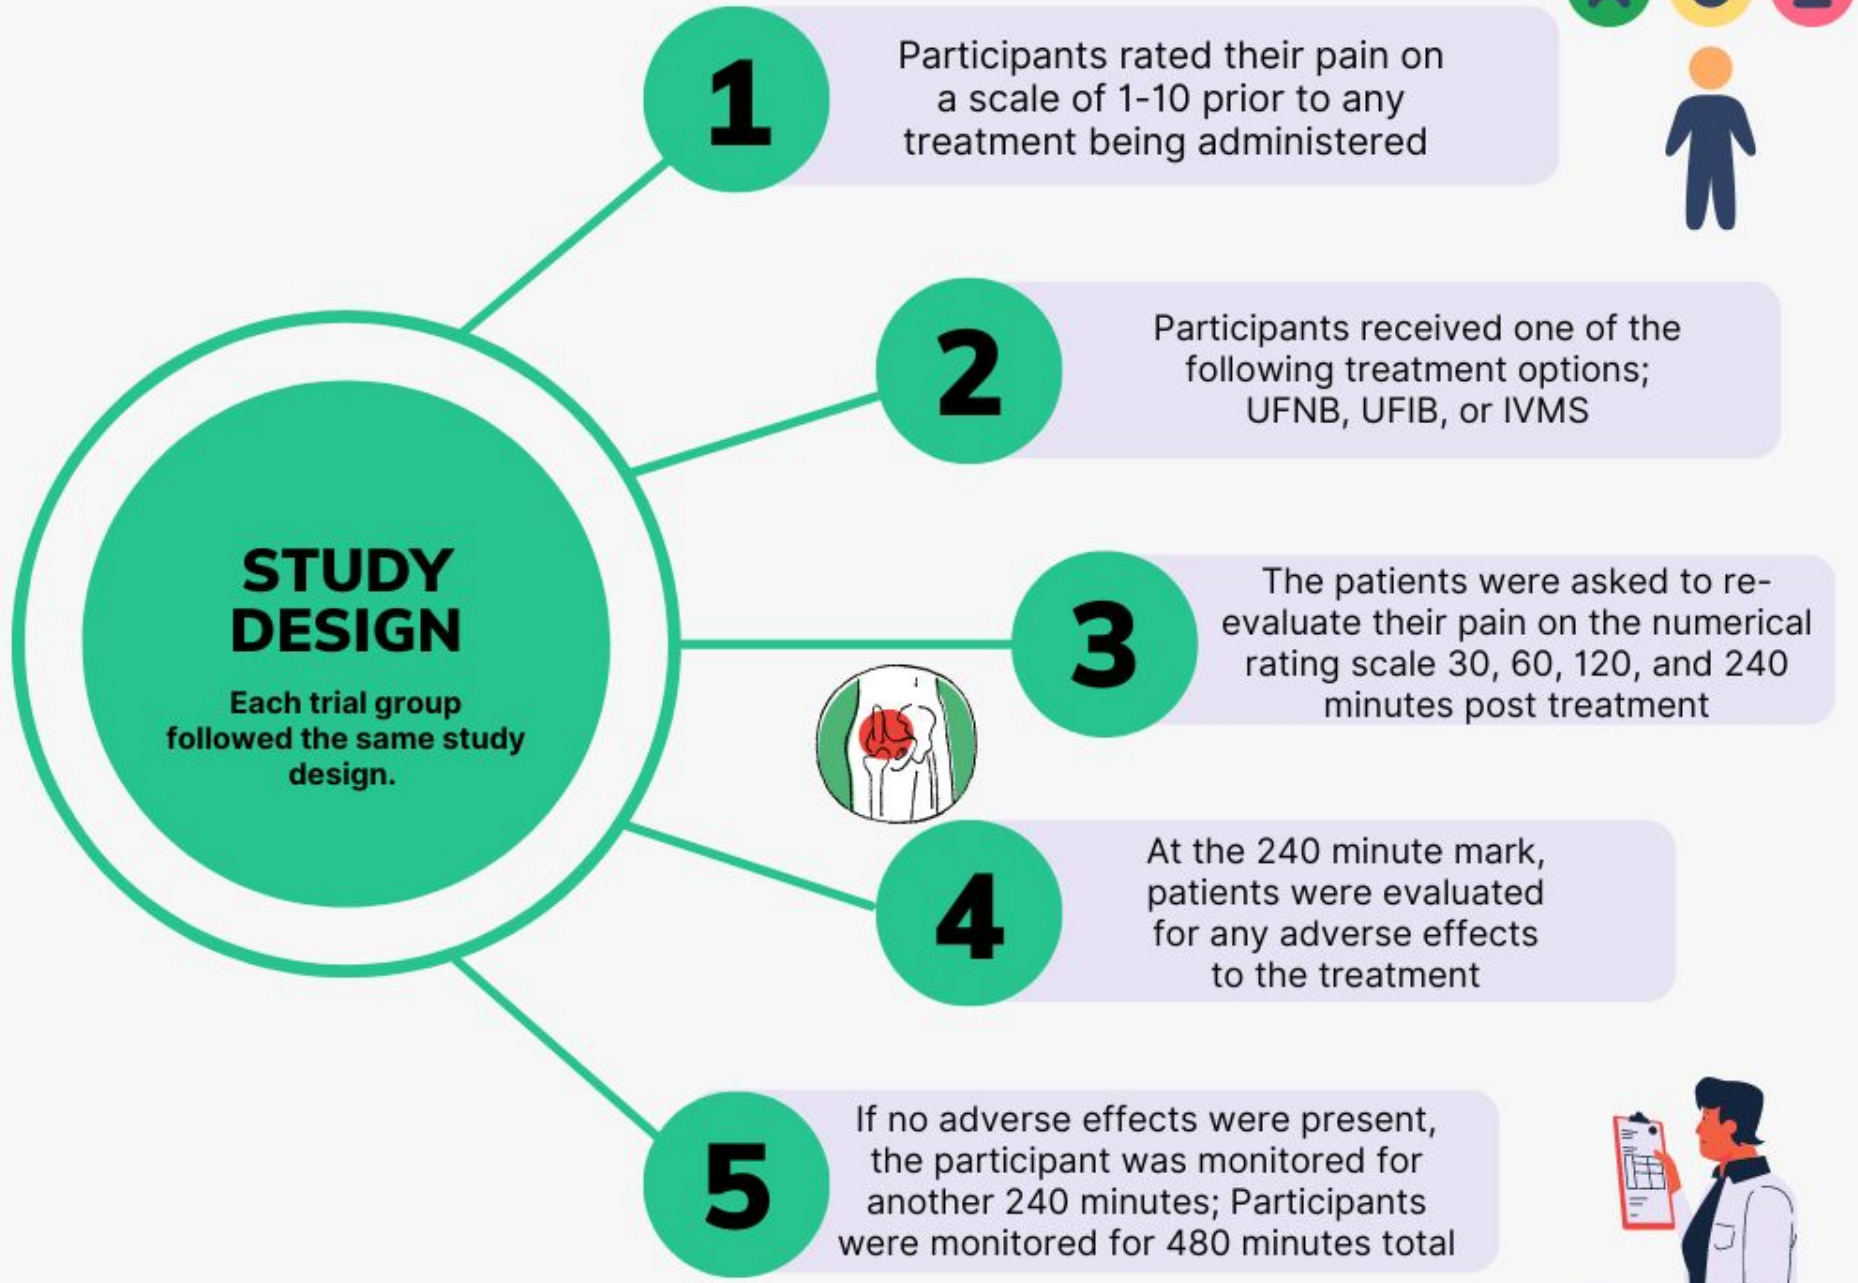 1
Participants rated their pain on
a scale of 1-10 prior to any
treatment being administered
2
Participants received one of the
following treatment options;
UFNB, UFIB, or IVMS
STUDY
DESIGN
Each trial group
followed the same study
design.
3
The patients were asked to re-
evaluate their pain on the numerical
rating scale 30, 60, 120, and 240
minutes post treatment
4
At the 240 minute mark,
patients were evaluated
for any adverse effects
to the treatment
5
If no adverse effects were present,
the participant was monitored for
another 240 minutes; Participants
were monitored for 480 minutes total